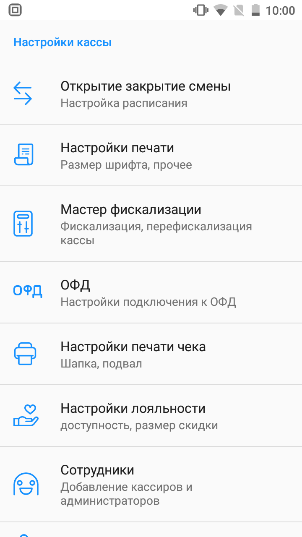 10:00
Настройки кассы
Открытие закрытие смены
Настройка расписания
Настройки печати
Размер шрифта, прочее
Мастер фискализации
Фискализация, перефискализация
кассы
ОФД
ОФД
Настройки подключения к ОФД
Настройки печати чека
Шапка, подвал
Настройки лояльности
доступность, размер скидки
Сотрудники
Добавление кассиров и
администраторов